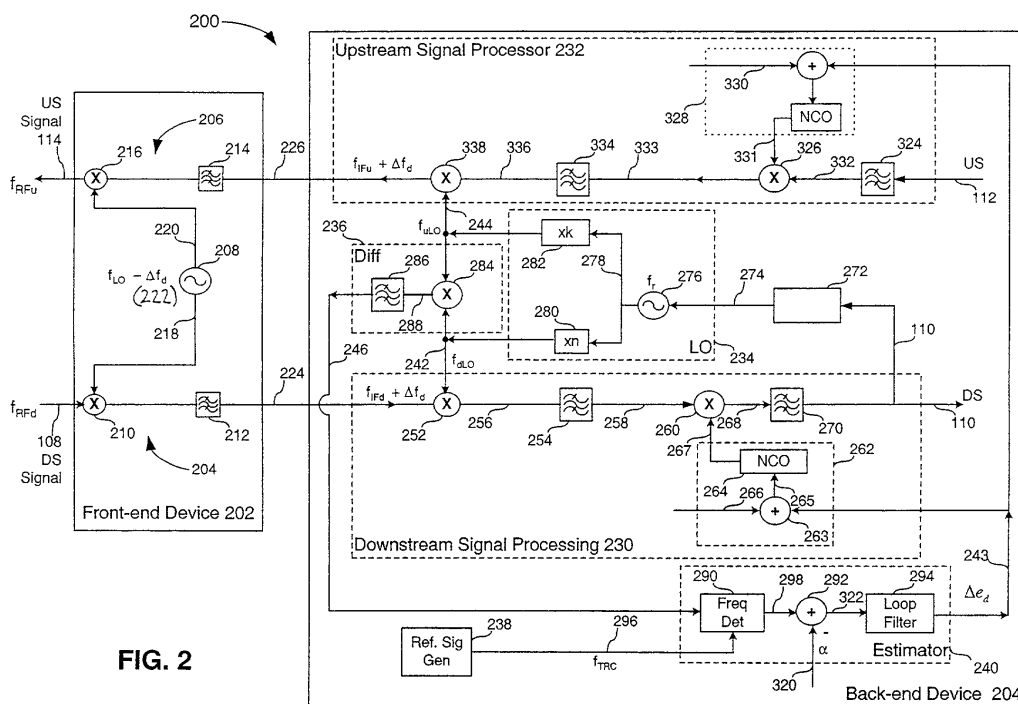 200
Upstream Signal Processor 232
330
+
328
NCO
331
US
Signal
114
206
216
X
214
226
f_IFu + Δf_d
338
X
336
334
333
326
X
332
324
US
112
f_RFu
220
208
f_LO – Δf_d
(222)
218
236
f_uLO
244
Diff
286
284
X
288
xk
282
278
f_r
276
274
272
280
xn
LO
234
110
246
242
f_dLO
f_RFd
108
DS
Signal
X
210
212
224
204
f_IFd + Δf_d
X
252
256
254
258
X
260
268
267
270
DS
110
NCO
262
264
265
266
+
263
Front-end Device 202
Downstream Signal Processing 230
243
Δe_d
290
298
292
294
Freq
Det
+
322
Loop
Filter
-
α
Estimator
240
238
296
Ref. Sig
Gen
f_TRC
320
FIG. 2
Back-end Device 204